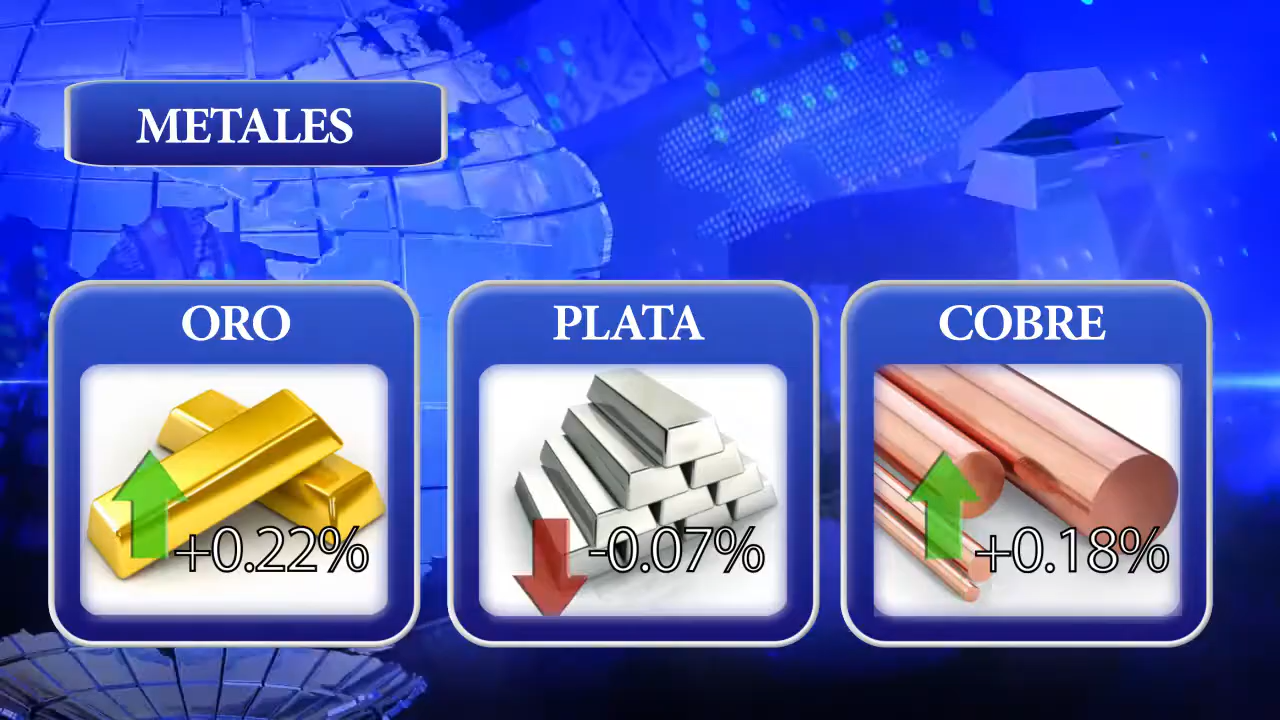 METALES
ORO
PLATA
COBRE
+0.22%
-0.07%
+0.18%